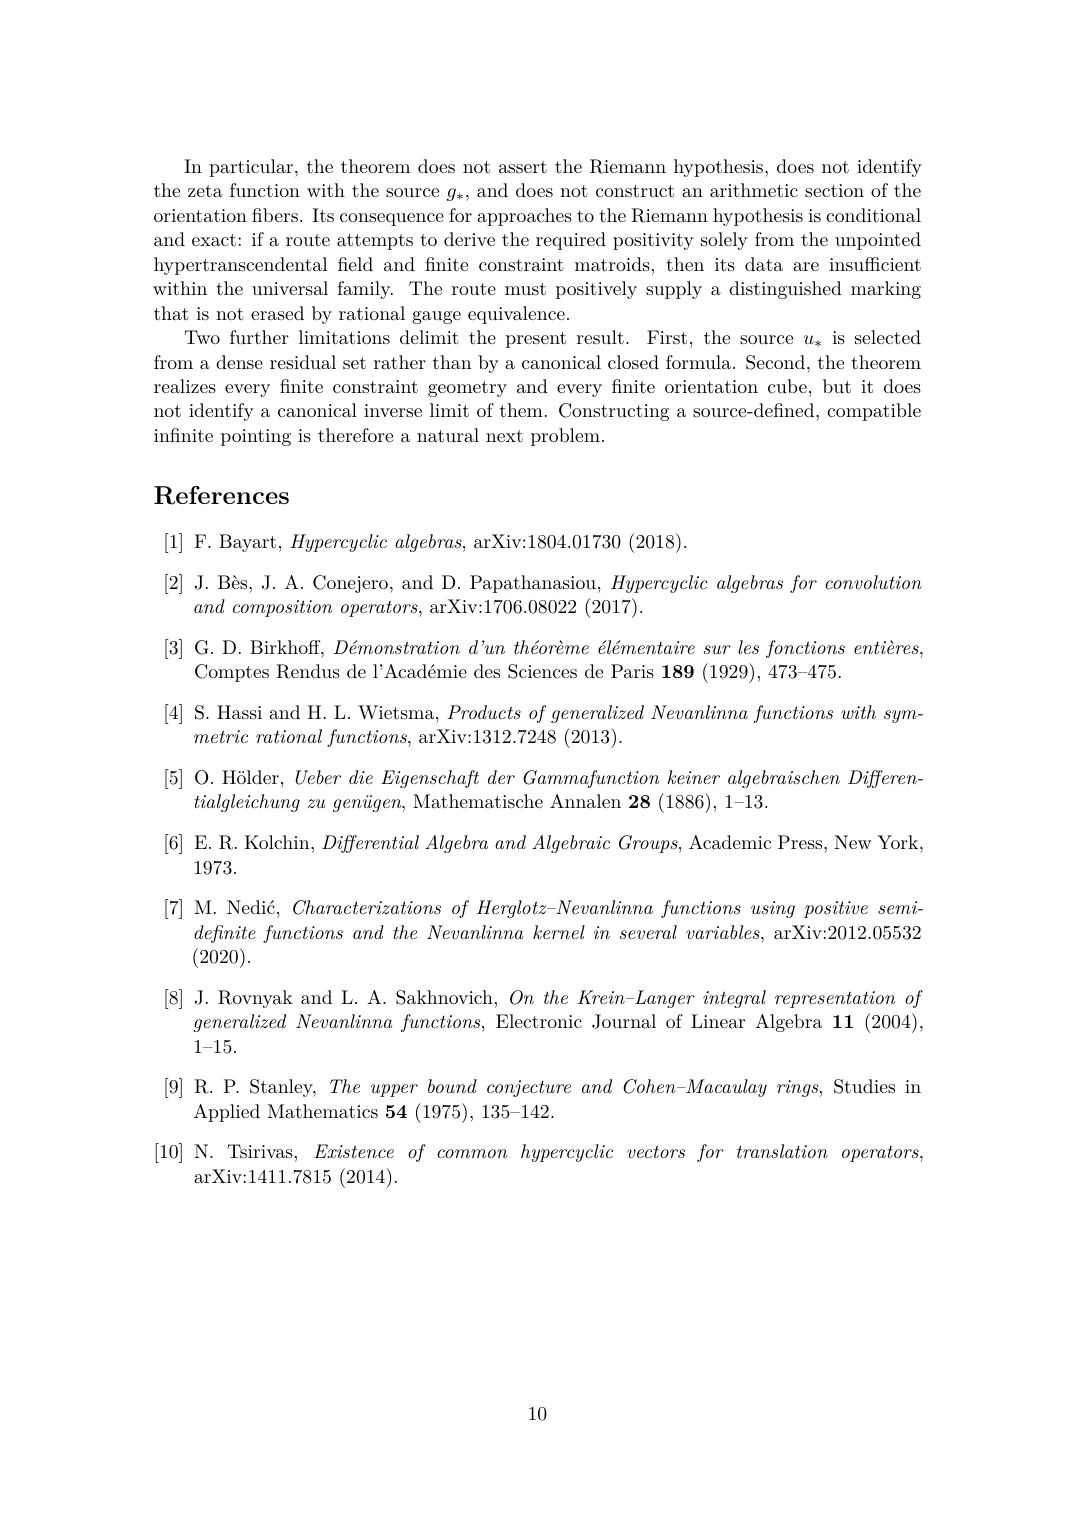 In particular, the theorem does not assert the Riemann hypothesis, does not identify
the zeta function with the source g∗, and does not construct an arithmetic section of the
orientation fibers. Its consequence for approaches to the Riemann hypothesis is conditional
and exact: if a route attempts to derive the required positivity solely from the unpointed
hypertranscendental field and finite constraint matroids, then its data are insufficient
within the universal family. The route must positively supply a distinguished marking
that is not erased by rational gauge equivalence.
Two further limitations delimit the present result. First, the source u∗ is selected
from a dense residual set rather than by a canonical closed formula. Second, the theorem
realizes every finite constraint geometry and every finite orientation cube, but it does
not identify a canonical inverse limit of them. Constructing a source-defined, compatible
infinite pointing is therefore a natural next problem.
References
[1] F. Bayart, Hypercyclic algebras, arXiv:1804.01730 (2018).
[2] J. Bès, J. A. Conejero, and D. Papathanasiou, Hypercyclic algebras for convolution
and composition operators, arXiv:1706.08022 (2017).
[3] G. D. Birkhoff, Démonstration d'un théorème élémentaire sur les fonctions entières,
Comptes Rendus de l'Académie des Sciences de Paris 189 (1929), 473–475.
[4] S. Hassi and H. L. Wietsma, Products of generalized Nevanlinna functions with sym-
metric rational functions, arXiv:1312.7248 (2013).
[5] O. Hölder, Ueber die Eigenschaft der Gammafunction keiner algebraischen Differen-
tialgleichung zu genügen, Mathematische Annalen 28 (1886), 1–13.
[6] E. R. Kolchin, Differential Algebra and Algebraic Groups, Academic Press, New York,
1973.
[7] M. Nedić, Characterizations of Herglotz–Nevanlinna functions using positive semi-
definite functions and the Nevanlinna kernel in several variables, arXiv:2012.05532
(2020).
[8] J. Rovnyak and L. A. Sakhnovich, On the Krein–Langer integral representation of
generalized Nevanlinna functions, Electronic Journal of Linear Algebra 11 (2004),
1–15.
[9] R. P. Stanley, The upper bound conjecture and Cohen–Macaulay rings, Studies in
Applied Mathematics 54 (1975), 135–142.
[10] N. Tsirivas, Existence of common hypercyclic vectors for translation operators,
arXiv:1411.7815 (2014).
10